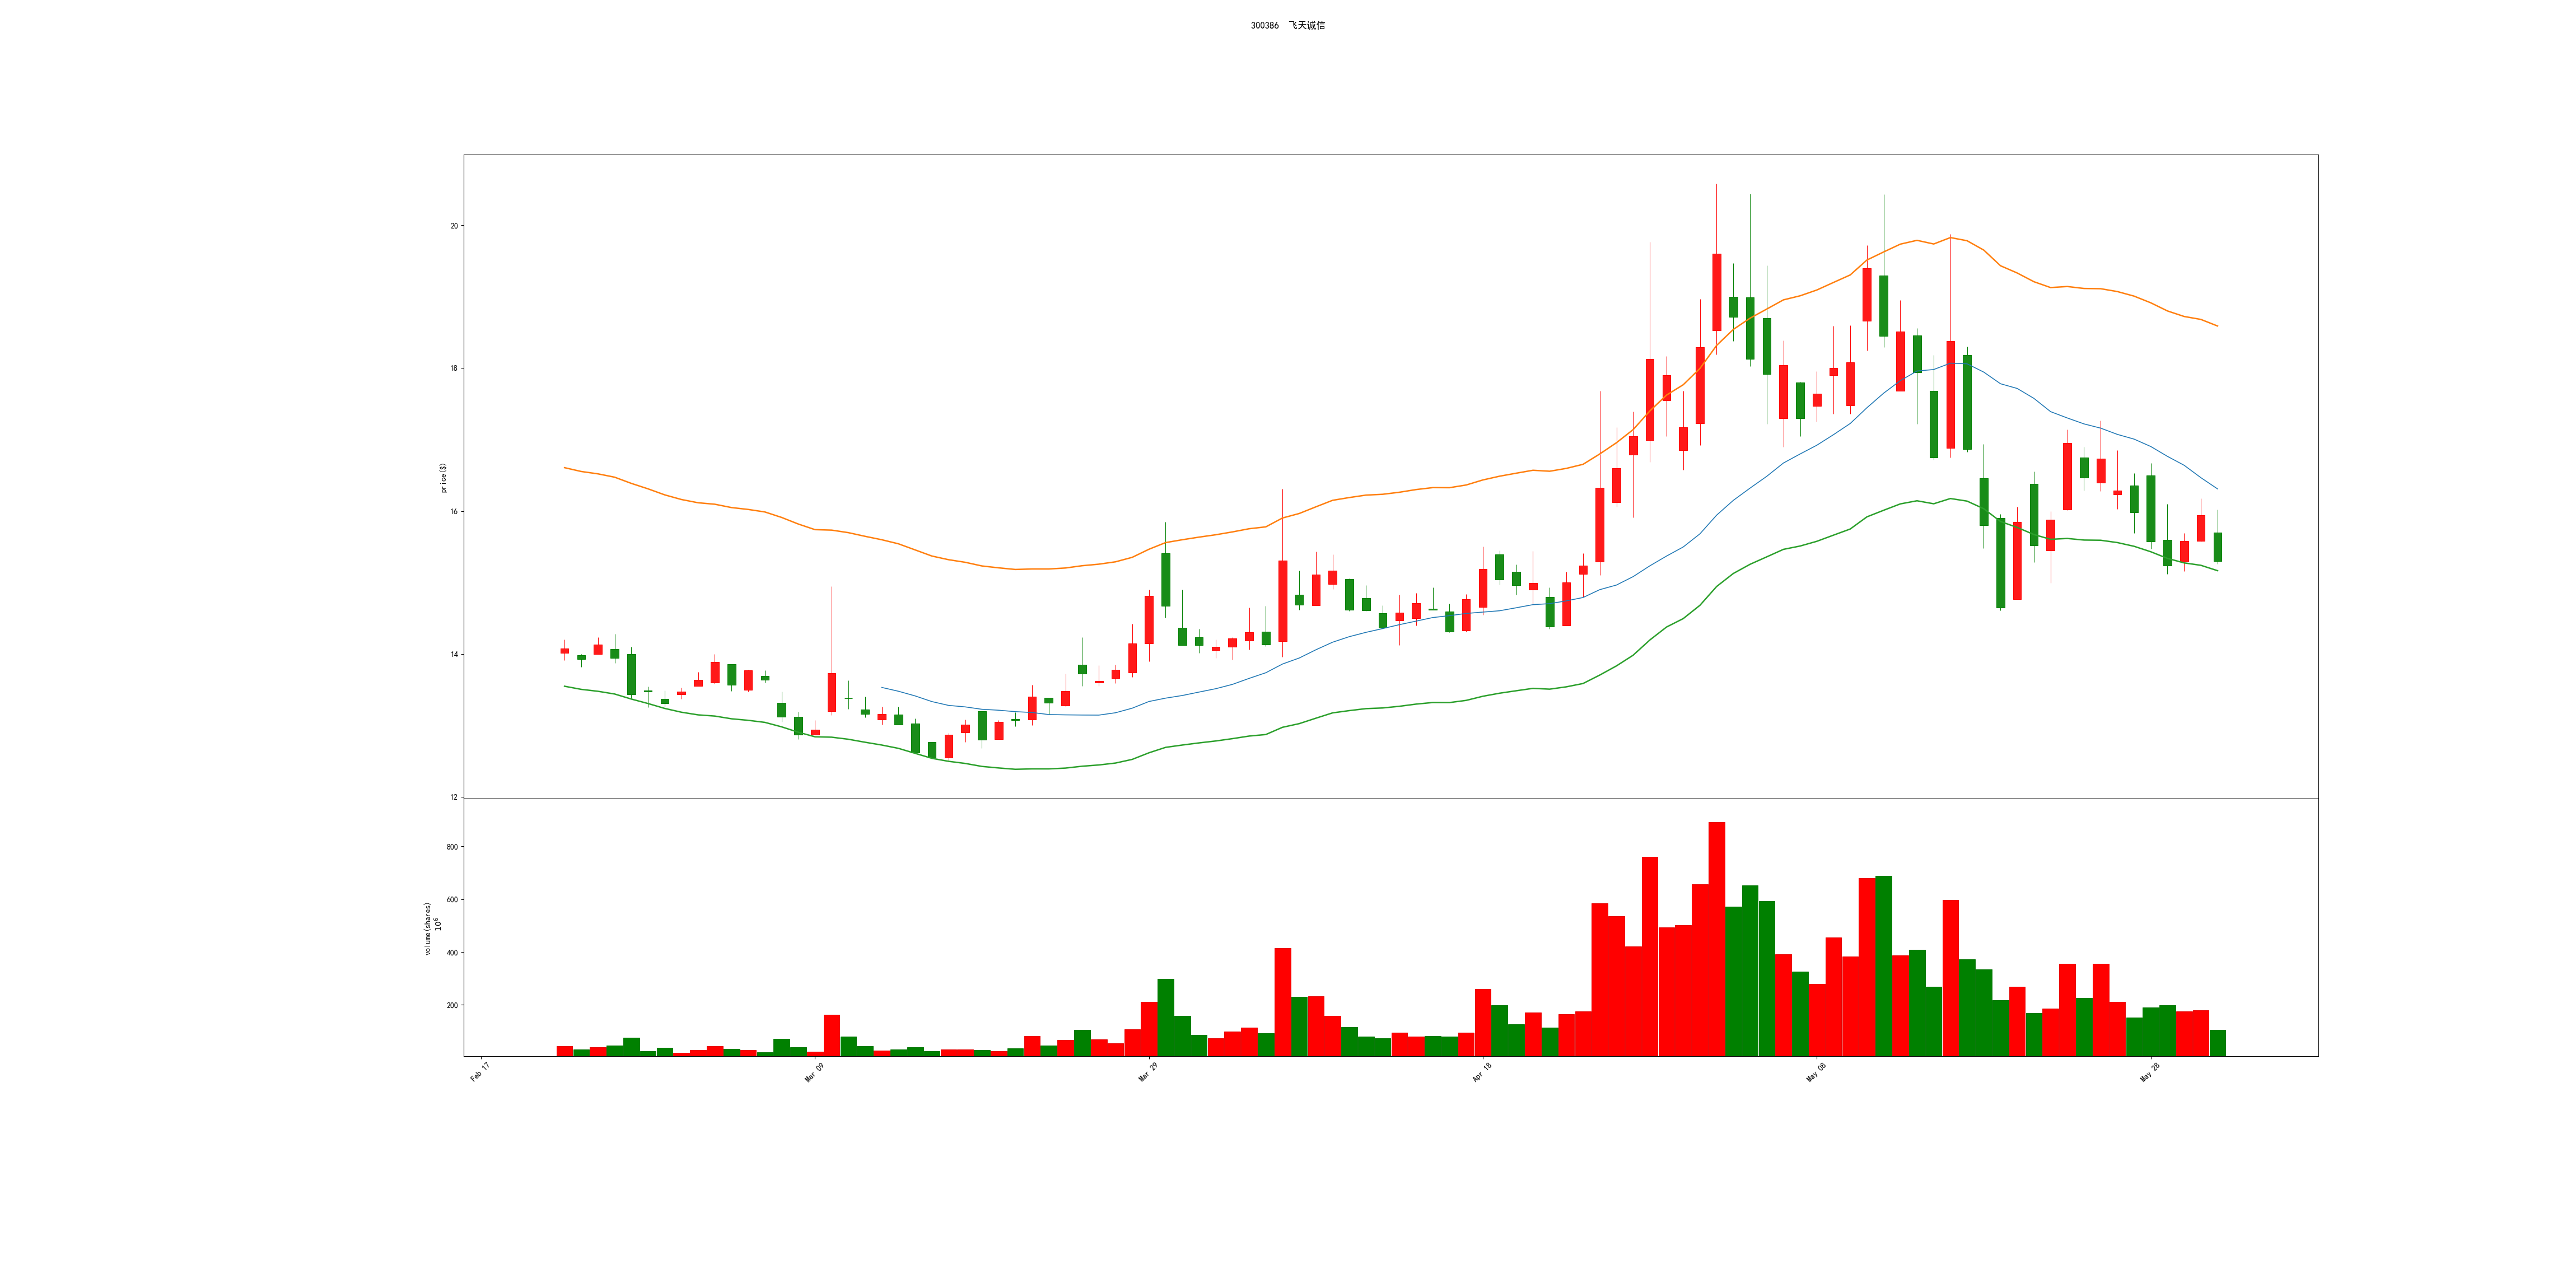 300386 飞天诚信
price($)
20
18
16
14
12
volume(shares)
10^6
800
600
400
200
Feb 17
Mar 09
Mar 29
Apr 18
May 08
May 28